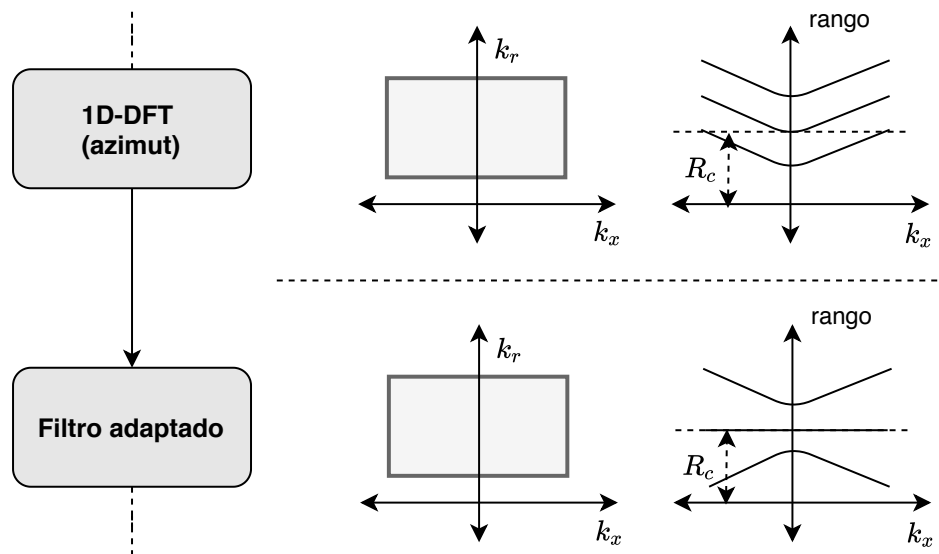 1D-DFT
(azimut)
k_r
k_x
rango
R_c
k_x
Filtro adaptado
k_r
k_x
rango
R_c
k_x